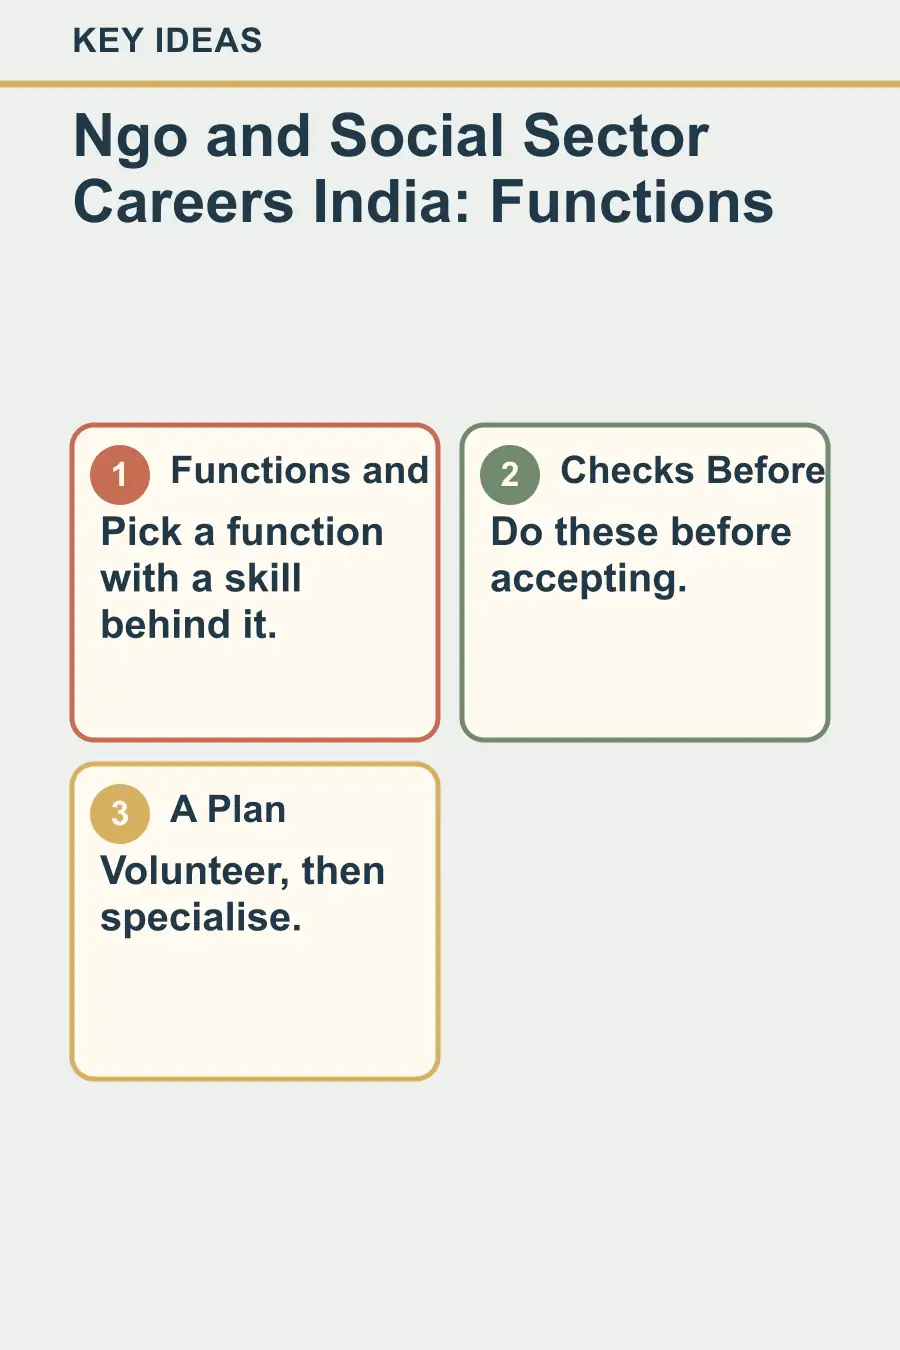 KEY IDEAS
Ngo and Social Sector
Careers India: Functions
1 Functions and
Pick a function
with a skill
behind it.
2 Checks Before
Do these before
accepting.
3 A Plan
Volunteer, then
specialise.